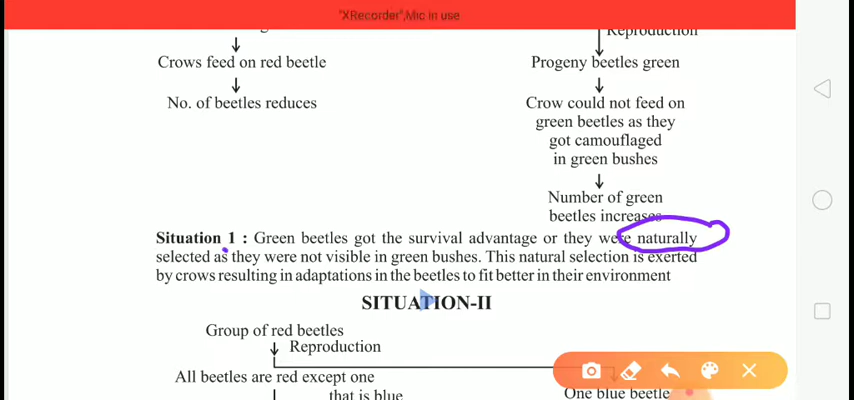 "XRecorder",Mic in use
Reproduction
Crows feed on red beetle
No. of beetles reduces
Progeny beetles green
Crow could not feed on
green beetles as they
got camouflaged
in green bushes
Number of green
beetles increases
Situation 1 : Green beetles got the survival advantage or they were naturally
selected as they were not visible in green bushes. This natural selection is exerted
by crows resulting in adaptations in the beetles to fit better in their environment
SITUATION-II
Group of red beetles
Reproduction
All beetles are red except one
that is blue
One blue beetle